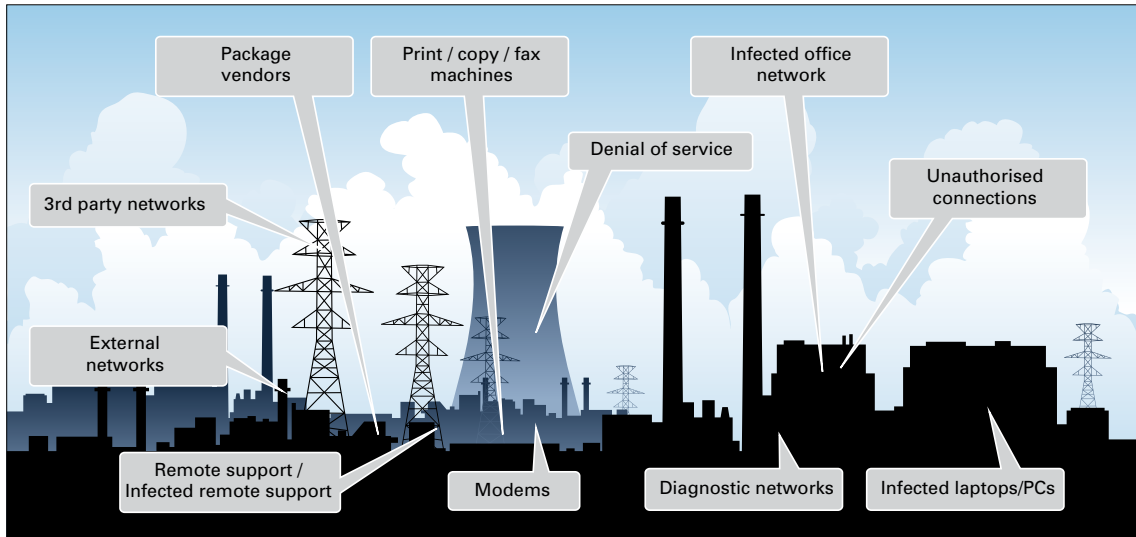 Package
vendors
Print / copy / fax
machines
Infected office
network
Denial of service
Unauthorised
connections
3rd party networks
External
networks
Remote support /
Infected remote support
Modems
Diagnostic networks
Infected laptops/PCs